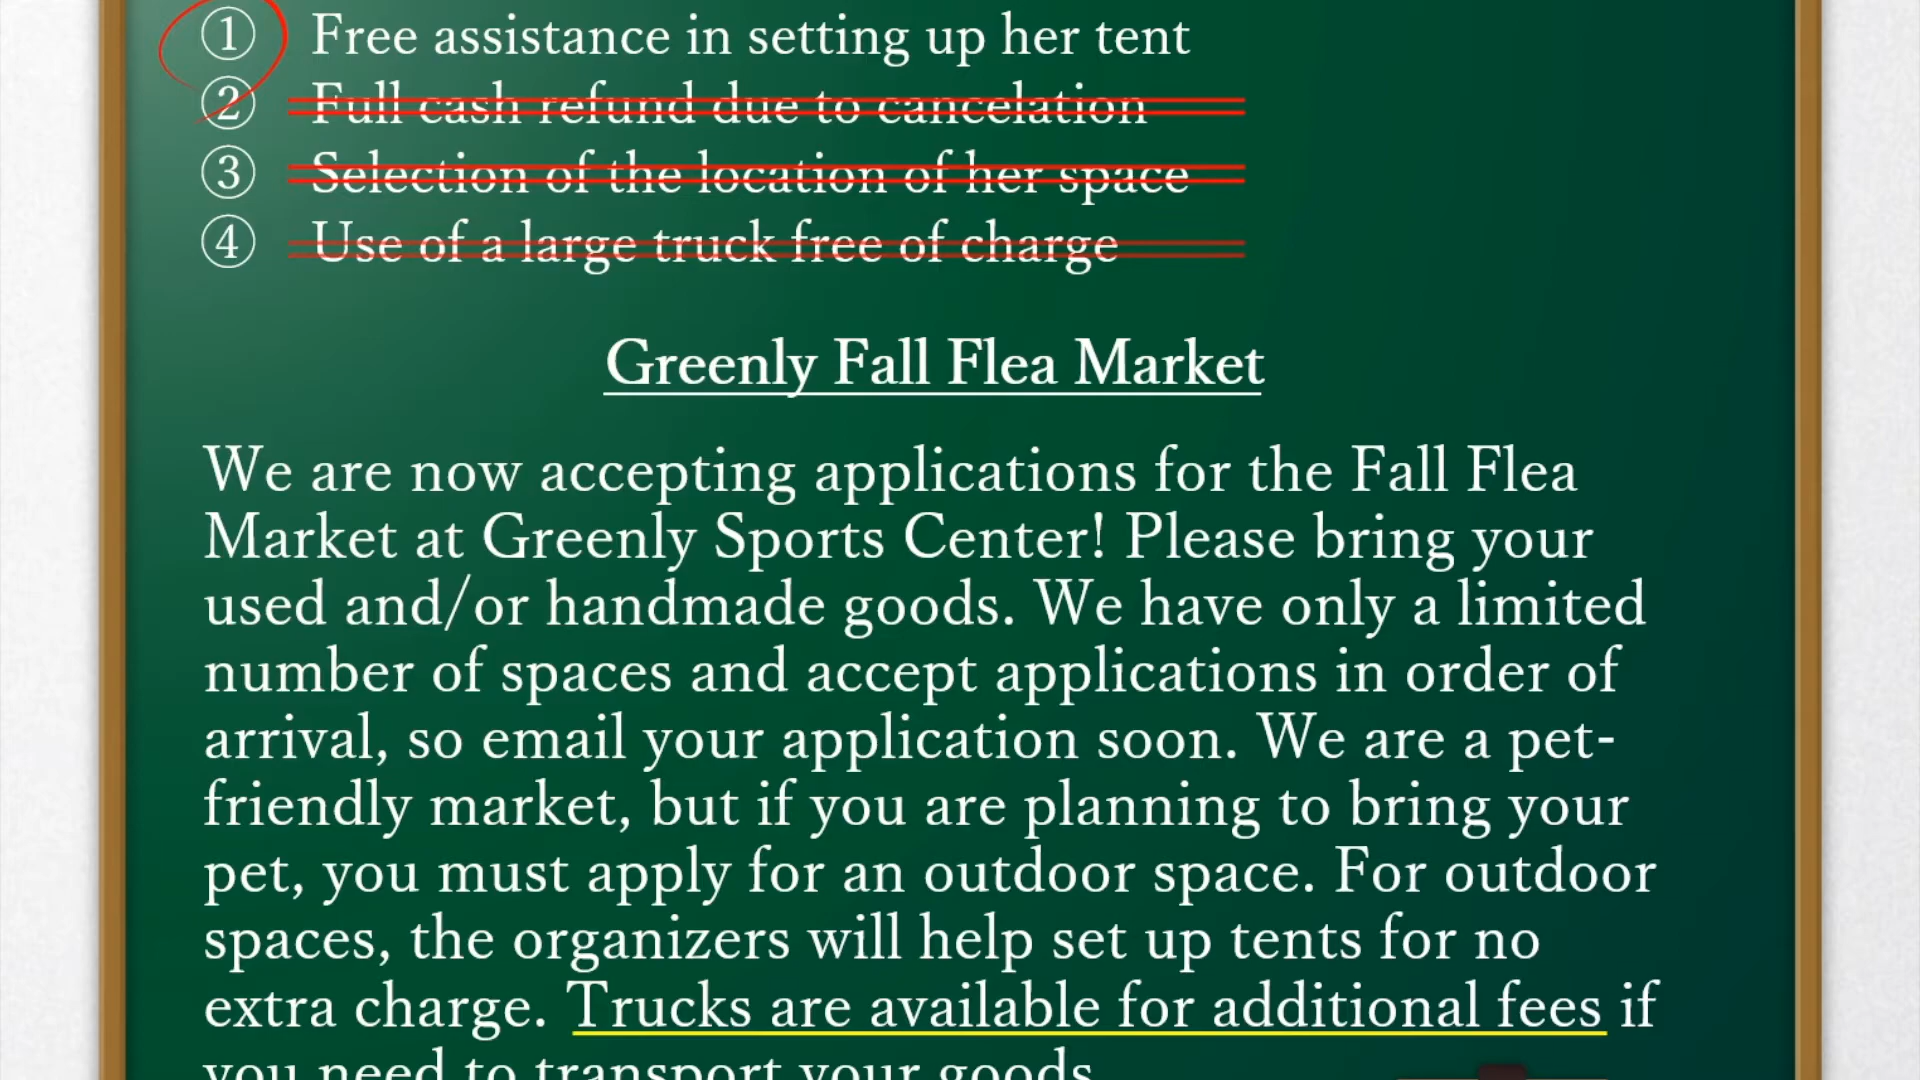 ① Free assistance in setting up her tent
② Full cash refund due to cancelation
③ Selection of the location of her space
④ Use of a large truck free of charge
Greenly Fall Flea Market
We are now accepting applications for the Fall Flea
Market at Greenly Sports Center! Please bring your
used and/or handmade goods. We have only a limited
number of spaces and accept applications in order of
arrival, so email your application soon. We are a pet-
friendly market, but if you are planning to bring your
pet, you must apply for an outdoor space. For outdoor
spaces, the organizers will help set up tents for no
extra charge. Trucks are available for additional fees if
you need to transport your goods.